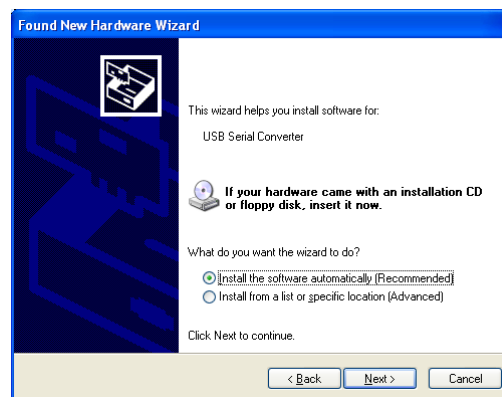 Found New Hardware Wizard
This wizard helps you install software for:
USB Serial Converter
If your hardware came with an installation CD
or floppy disk, insert it now.
What do you want the wizard to do?
Install the software automatically (Recommended)
Install from a list or specific location (Advanced)
Click Next to continue.
< Back Next > Cancel